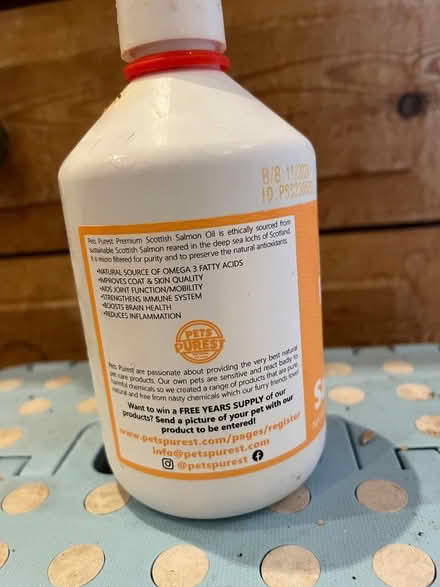 B/B: 11/202
ID: PS22
Pets Purest Premium Scottish Salmon Oil is ethically sourced from
sustainable Scottish Salmon reared in the deep sea lochs of Scotland.
It is micro filtered for purity and to preserve the natural antioxidants.
•NATURAL SOURCE OF OMEGA 3 FATTY ACIDS
•IMPROVES COAT & SKIN QUALITY
•AIDS JOINT FUNCTION/MOBILITY
•STRENGTHENS IMMUNE SYSTEM
•BOOSTS BRAIN HEALTH
•REDUCES INFLAMMATION
PETS
PUREST
Pets Purest are passionate about providing the very best natural
pet care products. Our own pets are sensitive and react badly to
harmful chemicals so we created a range of products that are pure,
natural and free from nasty chemicals which our furry friends love!
Want to win a FREE YEARS SUPPLY of our
products? Send a picture of your pet with our
product to be entered!
www.petspurest.com/pages/register
info@petspurest.com
@petspurest
S